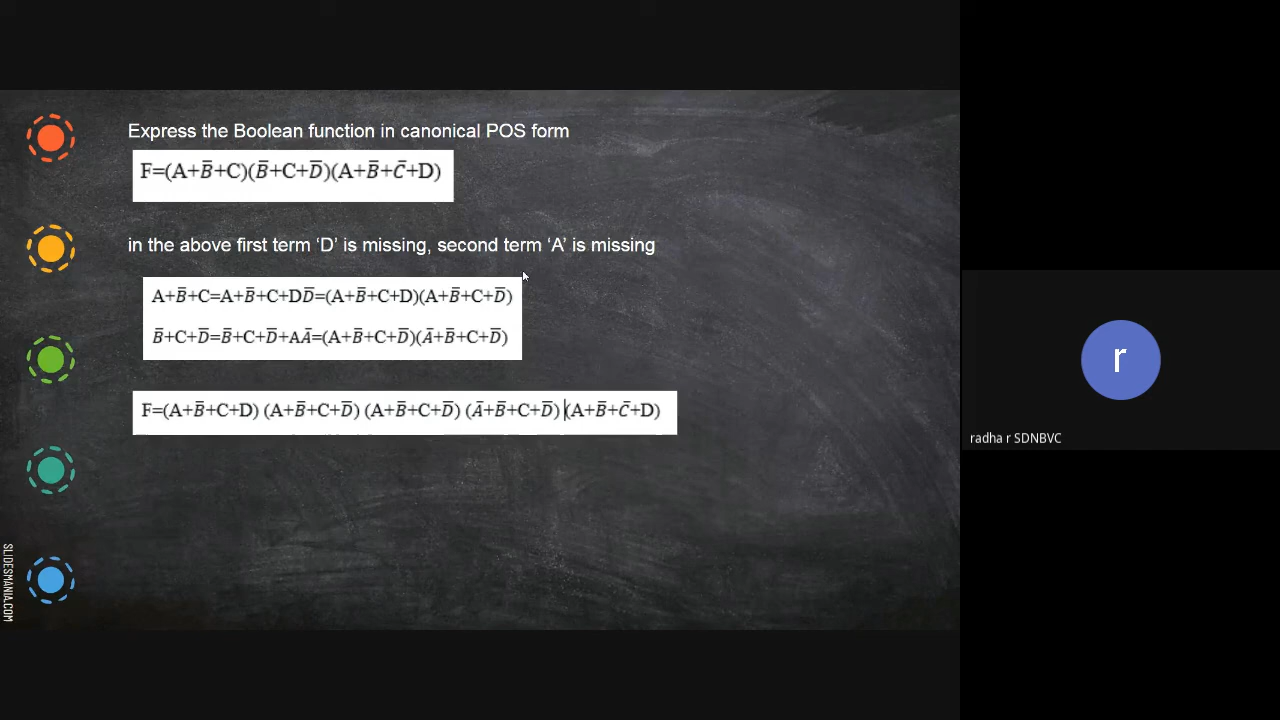 Express the Boolean function in canonical POS form
F=(A+B̅+C)(B̅+C+D̅)(A+B̅+C̅+D)
in the above first term ‘D’ is missing, second term ‘A’ is missing
A+B̅+C=A+B̅+C+DD̅=(A+B̅+C+D)(A+B̅+C+D̅)
B̅+C+D̅=B̅+C+D̅+AA̅=(A+B̅+C+D̅)(A̅+B̅+C+D̅)
F=(A+B̅+C+D) (A+B̅+C+D̅) (A+B̅+C+D̅) (A̅+B̅+C+D̅) (A+B̅+C̅+D)
SLIDESMANIA.COM
r
radha r SDNBVC